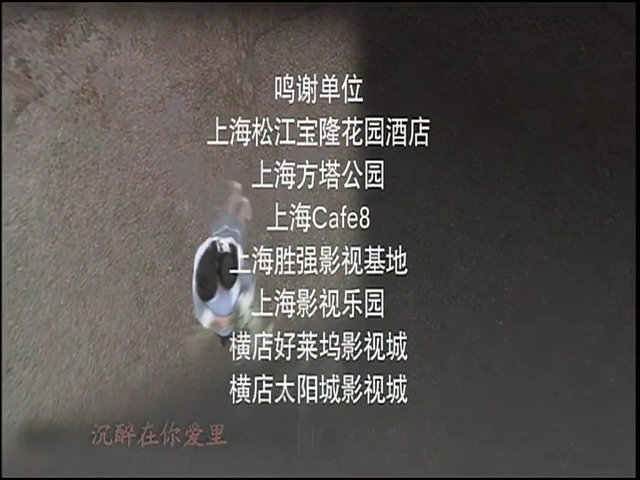 鸣谢单位
上海松江宝隆花园酒店
上海方塔公园
上海Cafe8
上海胜强影视基地
上海影视乐园
横店好莱坞影视城
横店太阳城影视城
沉醉在你爱里